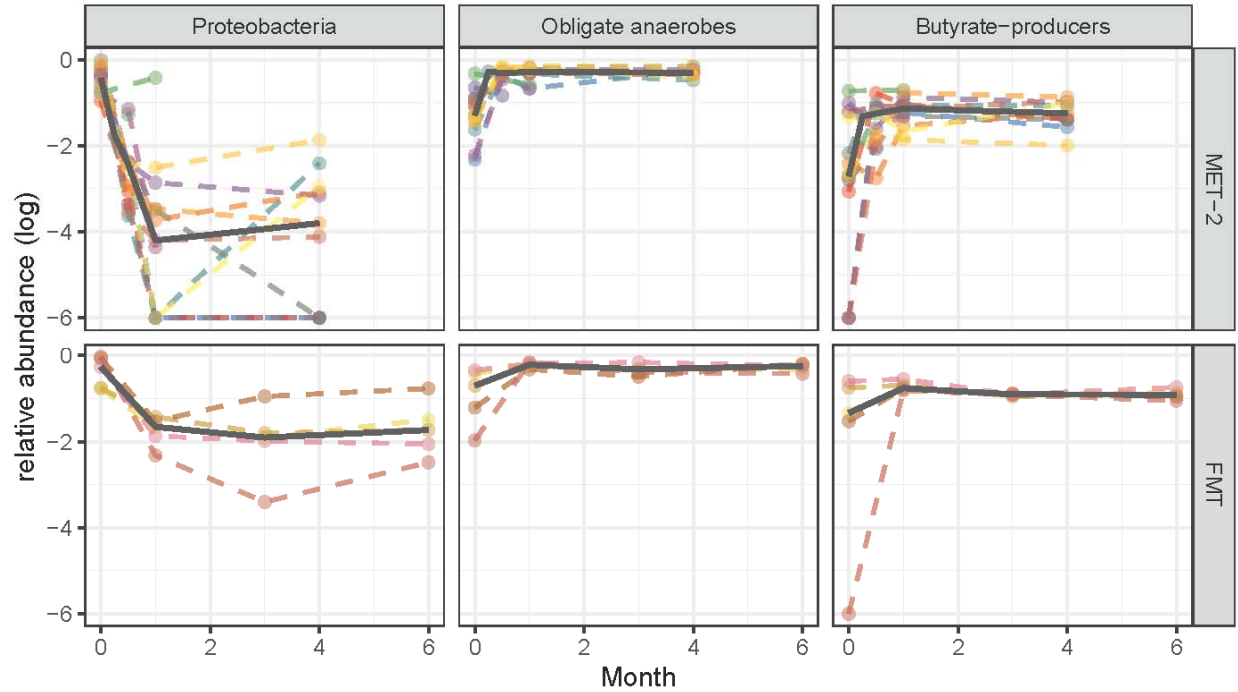 Proteobacteria
Obligate anaerobes
Butyrate−producers
0
−2
−4
−6
MET−2
0
−2
−4
−6
FMT
relative abundance (log)
0 2 4 6
0 2 4 6
0 2 4 6
Month